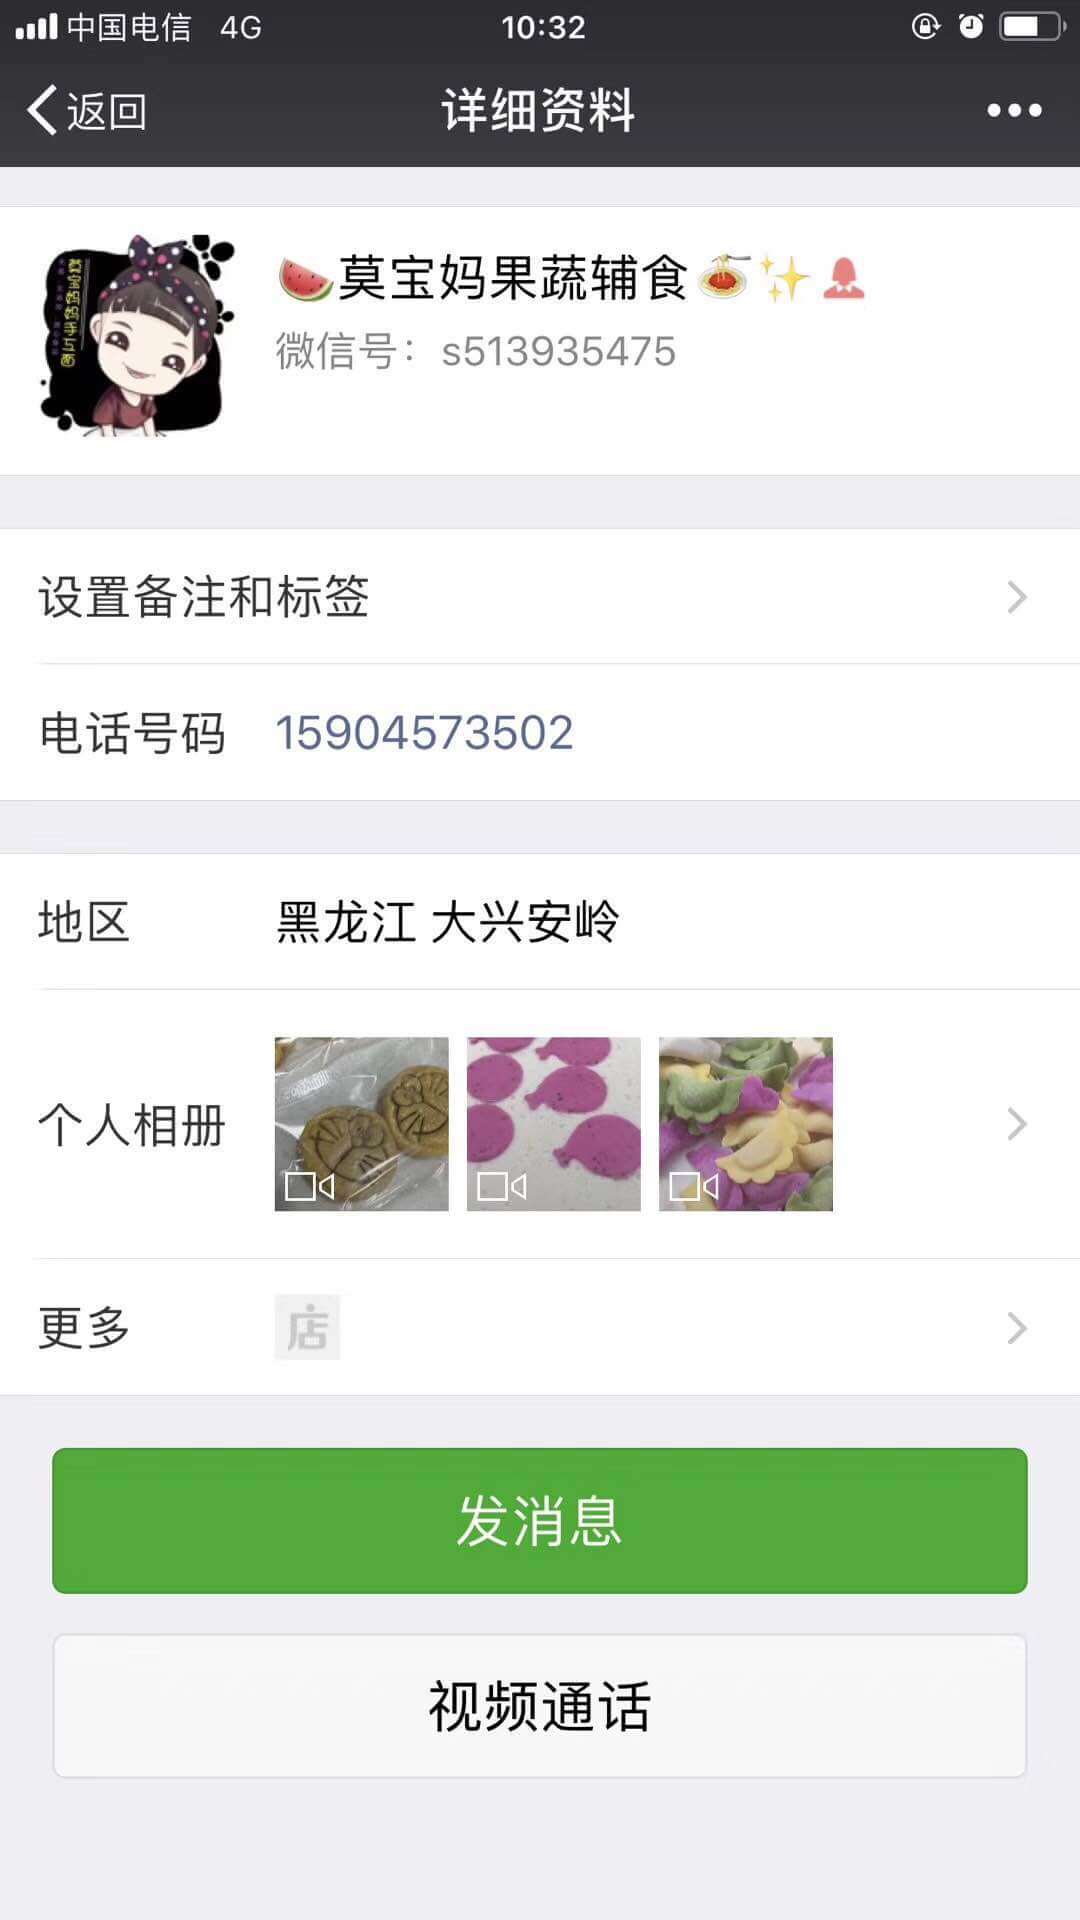 中国电信 4G 10:32
返回 详细资料
莫宝妈果蔬辅食
微信号：s513935475
设置备注和标签
电话号码 15904573502
地区 黑龙江 大兴安岭
个人相册
更多 店
发消息
视频通话